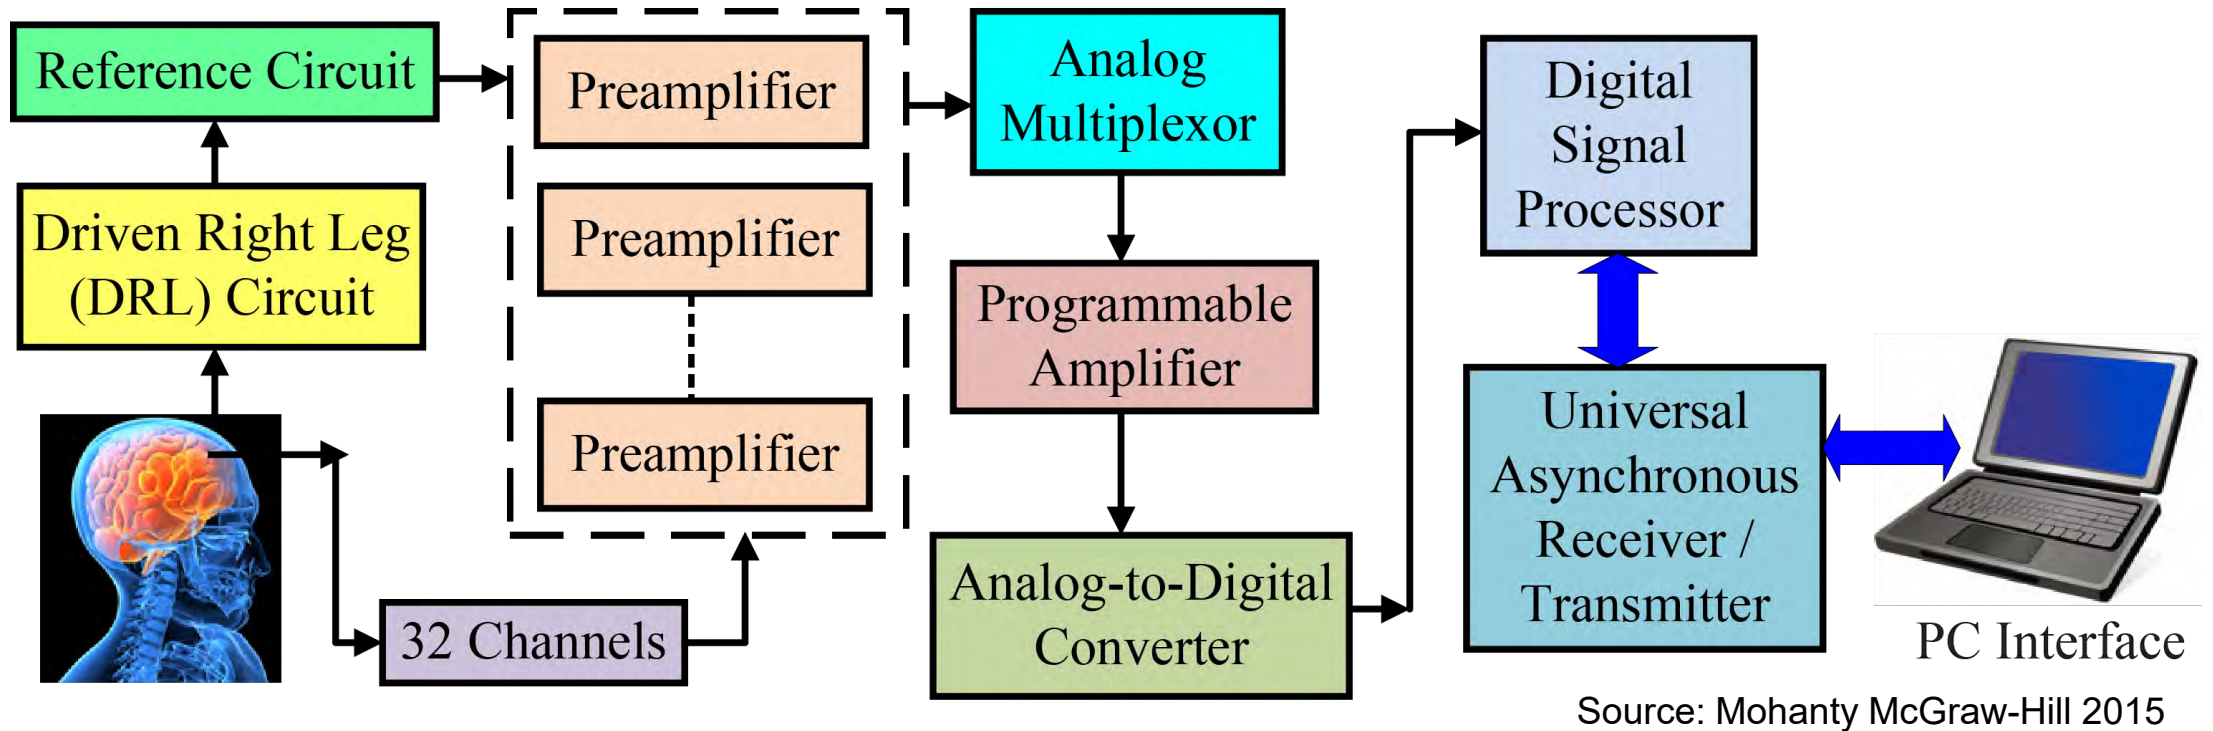 Reference Circuit
Driven Right Leg
(DRL) Circuit
32 Channels
Preamplifier
Preamplifier
Preamplifier
Analog
Multiplexor
Programmable
Amplifier
Analog-to-Digital
Converter
Digital
Signal
Processor
Universal
Asynchronous
Receiver /
Transmitter
PC Interface
Source: Mohanty McGraw-Hill 2015